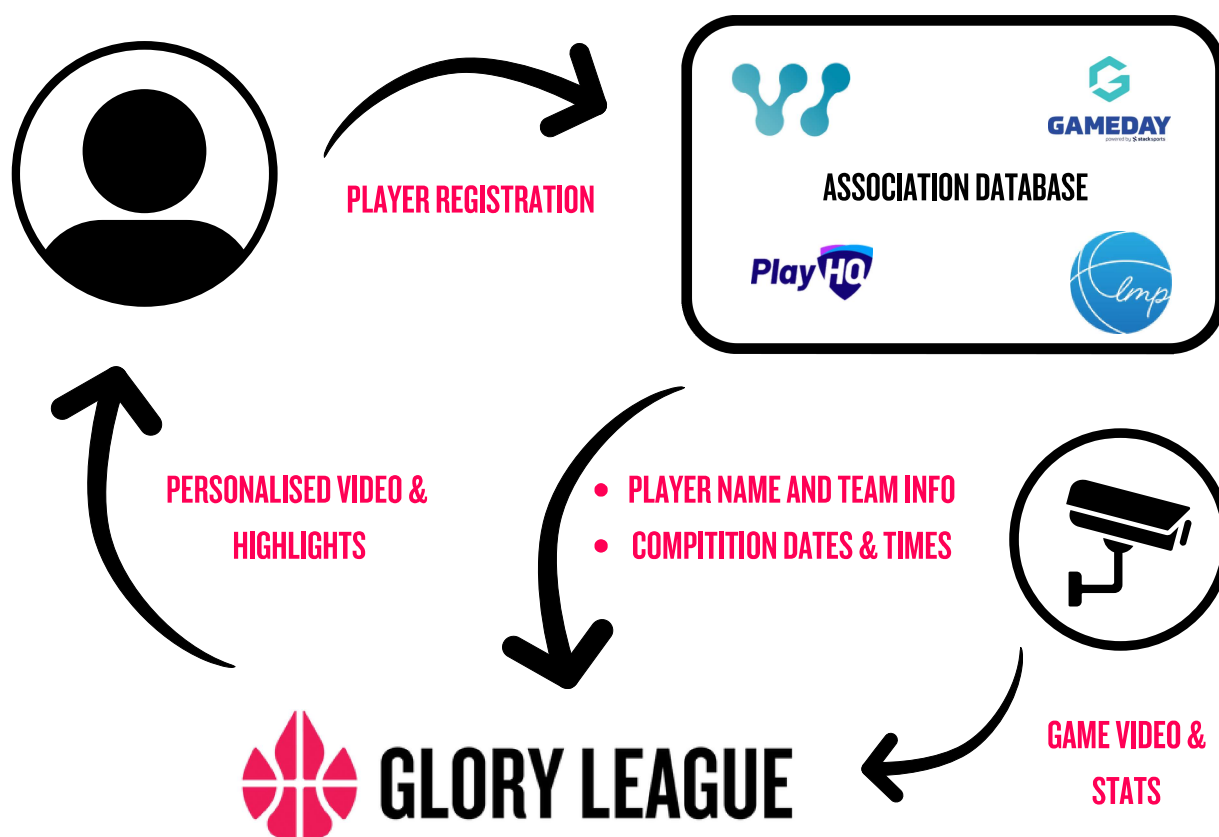 GAMEDAY
powered by stacksports
PLAYER REGISTRATION
ASSOCIATION DATABASE
PlayHQ
lmp
PERSONALISED VIDEO &
HIGHLIGHTS
• PLAYER NAME AND TEAM INFO
• COMPITITION DATES & TIMES
GLORY LEAGUE
GAME VIDEO &
STATS